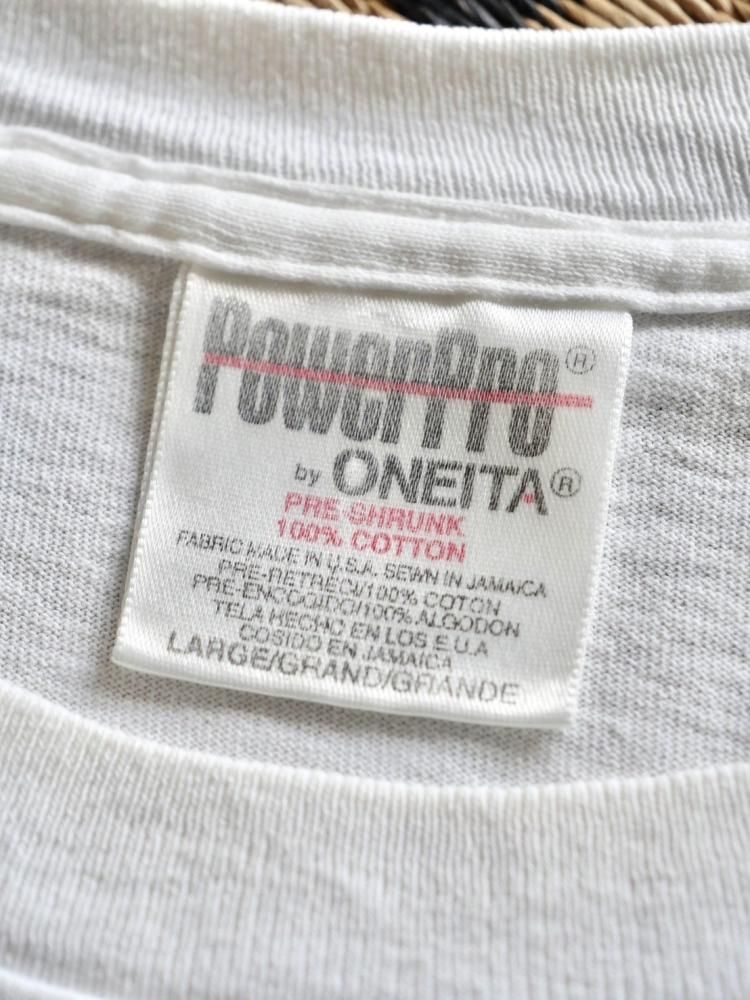 PowerPro®
by ONEITA®
PRE-SHRUNK
100% COTTON
FABRIC MADE IN U.S.A. SEWN IN JAMAICA
PRE-RETRECI/100% COTON
PRE-ENCOGIDO/100% ALGODON
TELA HECHO EN LOS E.U.A
COSIDO EN JAMAICA
LARGE/GRAND/GRANDE